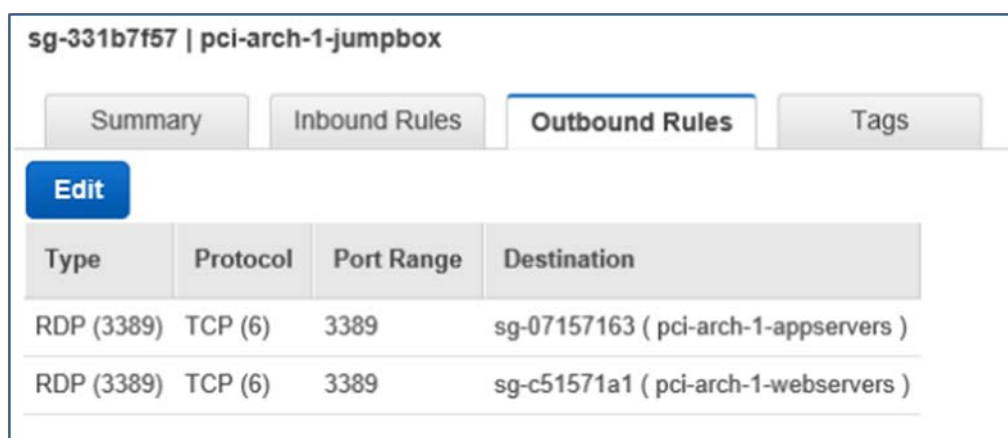 sg-331b7f57 | pci-arch-1-jumpbox
Summary Inbound Rules Outbound Rules Tags
Edit
Type Protocol Port Range Destination
RDP (3389) TCP (6) 3389 sg-07157163 ( pci-arch-1-appservers )
RDP (3389) TCP (6) 3389 sg-c51571a1 ( pci-arch-1-webservers )